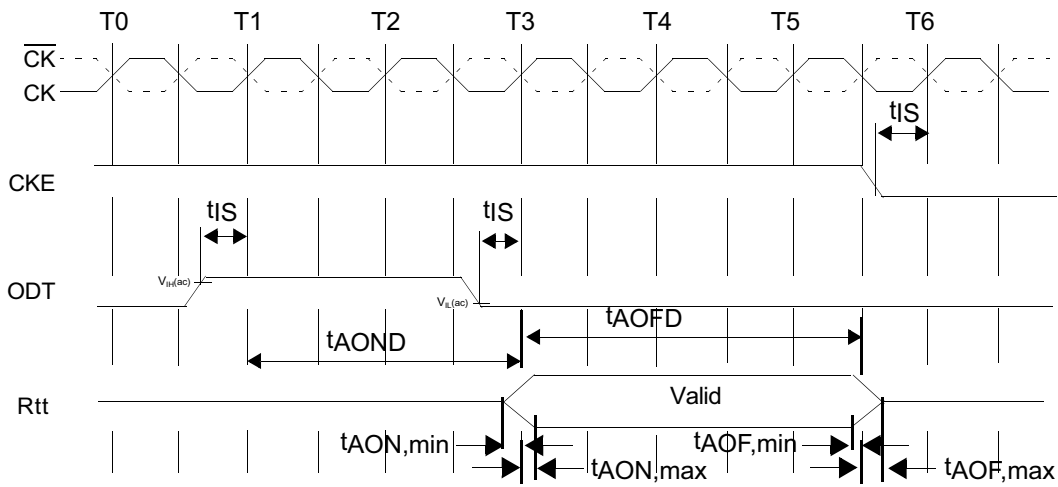 T0 T1 T2 T3 T4 T5 T6
CK
CK
tIS
CKE
tIS tIS
VIH(ac)
ODT
VIL(ac)
tAOND tAOFD
Rtt Valid
tAON,min tAOF,min
tAON,max tAOF,max